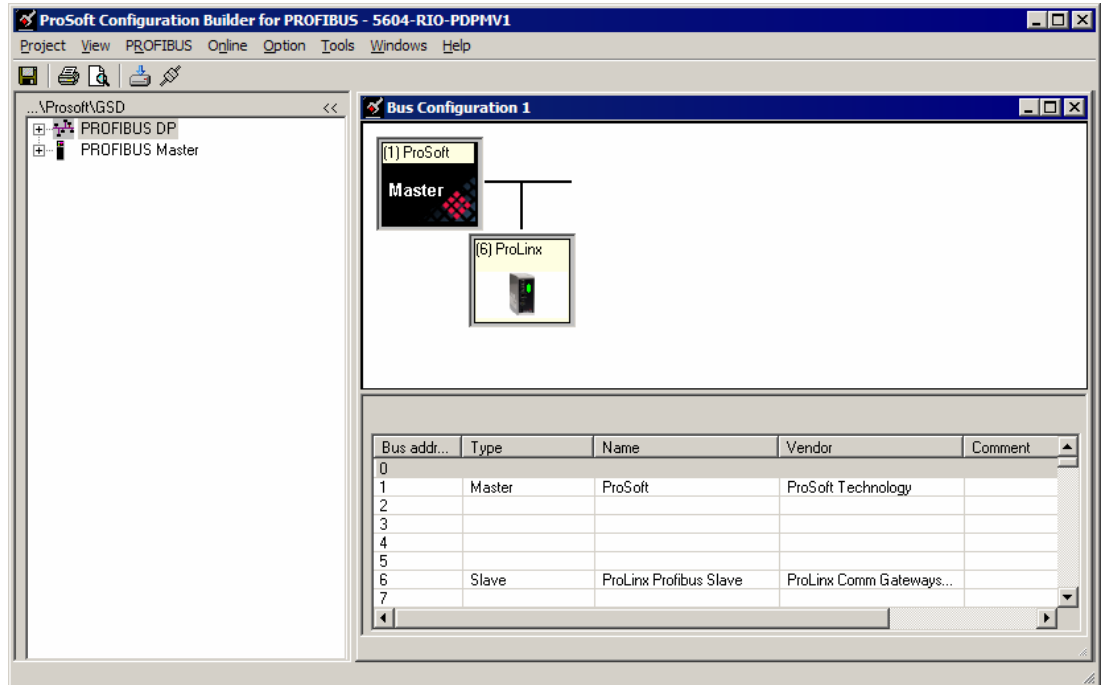 ProSoft Configuration Builder for PROFIBUS - 5604-RIO-PDPMV1
Project View PROFIBUS Online Option Tools Windows Help
...\Prosoft\GSD <<
PROFIBUS DP
PROFIBUS Master
Bus Configuration 1
(1) ProSoft
Master
(6) ProLinx
Bus addr... Type Name Vendor Comment
0
1 Master ProSoft ProSoft Technology
2
3
4
5
6 Slave ProLinx Profibus Slave ProLinx Comm Gateways...
7